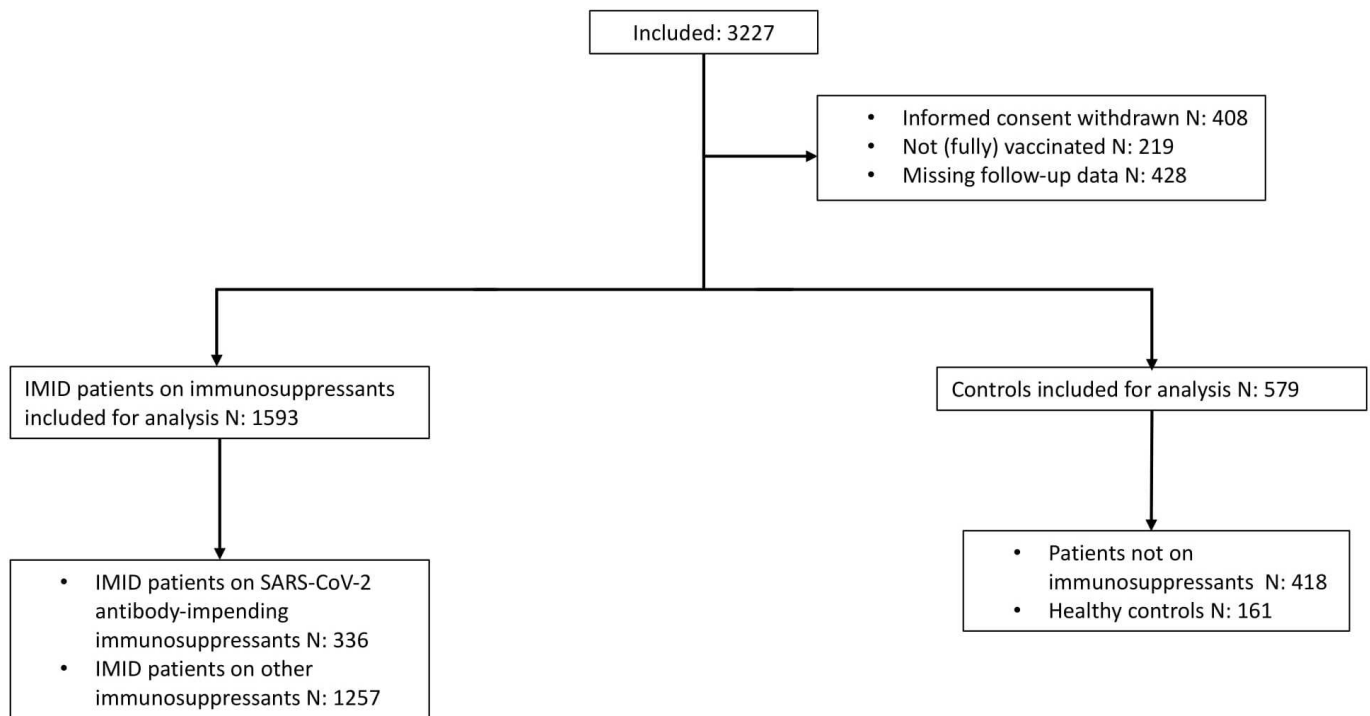 Included: 3227
• Informed consent withdrawn N: 408
• Not (fully) vaccinated N: 219
• Missing follow-up data N: 428
IMID patients on immunosuppressants
included for analysis N: 1593
Controls included for analysis N: 579
• IMID patients on SARS-CoV-2
antibody-impending
immunosuppressants N: 336
• IMID patients on other
immunosuppressants N: 1257
• Patients not on
immunosuppressants N: 418
• Healthy controls N: 161